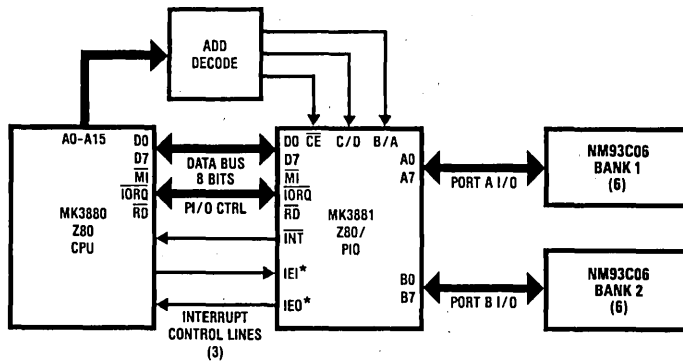 ADD
DECODE
A0-A15
D0
D7
MI
IORQ
RD
MK3880
Z80
CPU
DATA BUS
8 BITS
PI/O CTRL
INTERRUPT
CONTROL LINES
(3)
D0
CE
C/D
B/A
D7
MI
IORQ
RD
INT
IEI*
IEO*
MK3881
Z80/
PIO
A0
A7
B0
B7
PORT A I/O
PORT B I/O
NM93C06
BANK 1
(6)
NM93C06
BANK 2
(6)